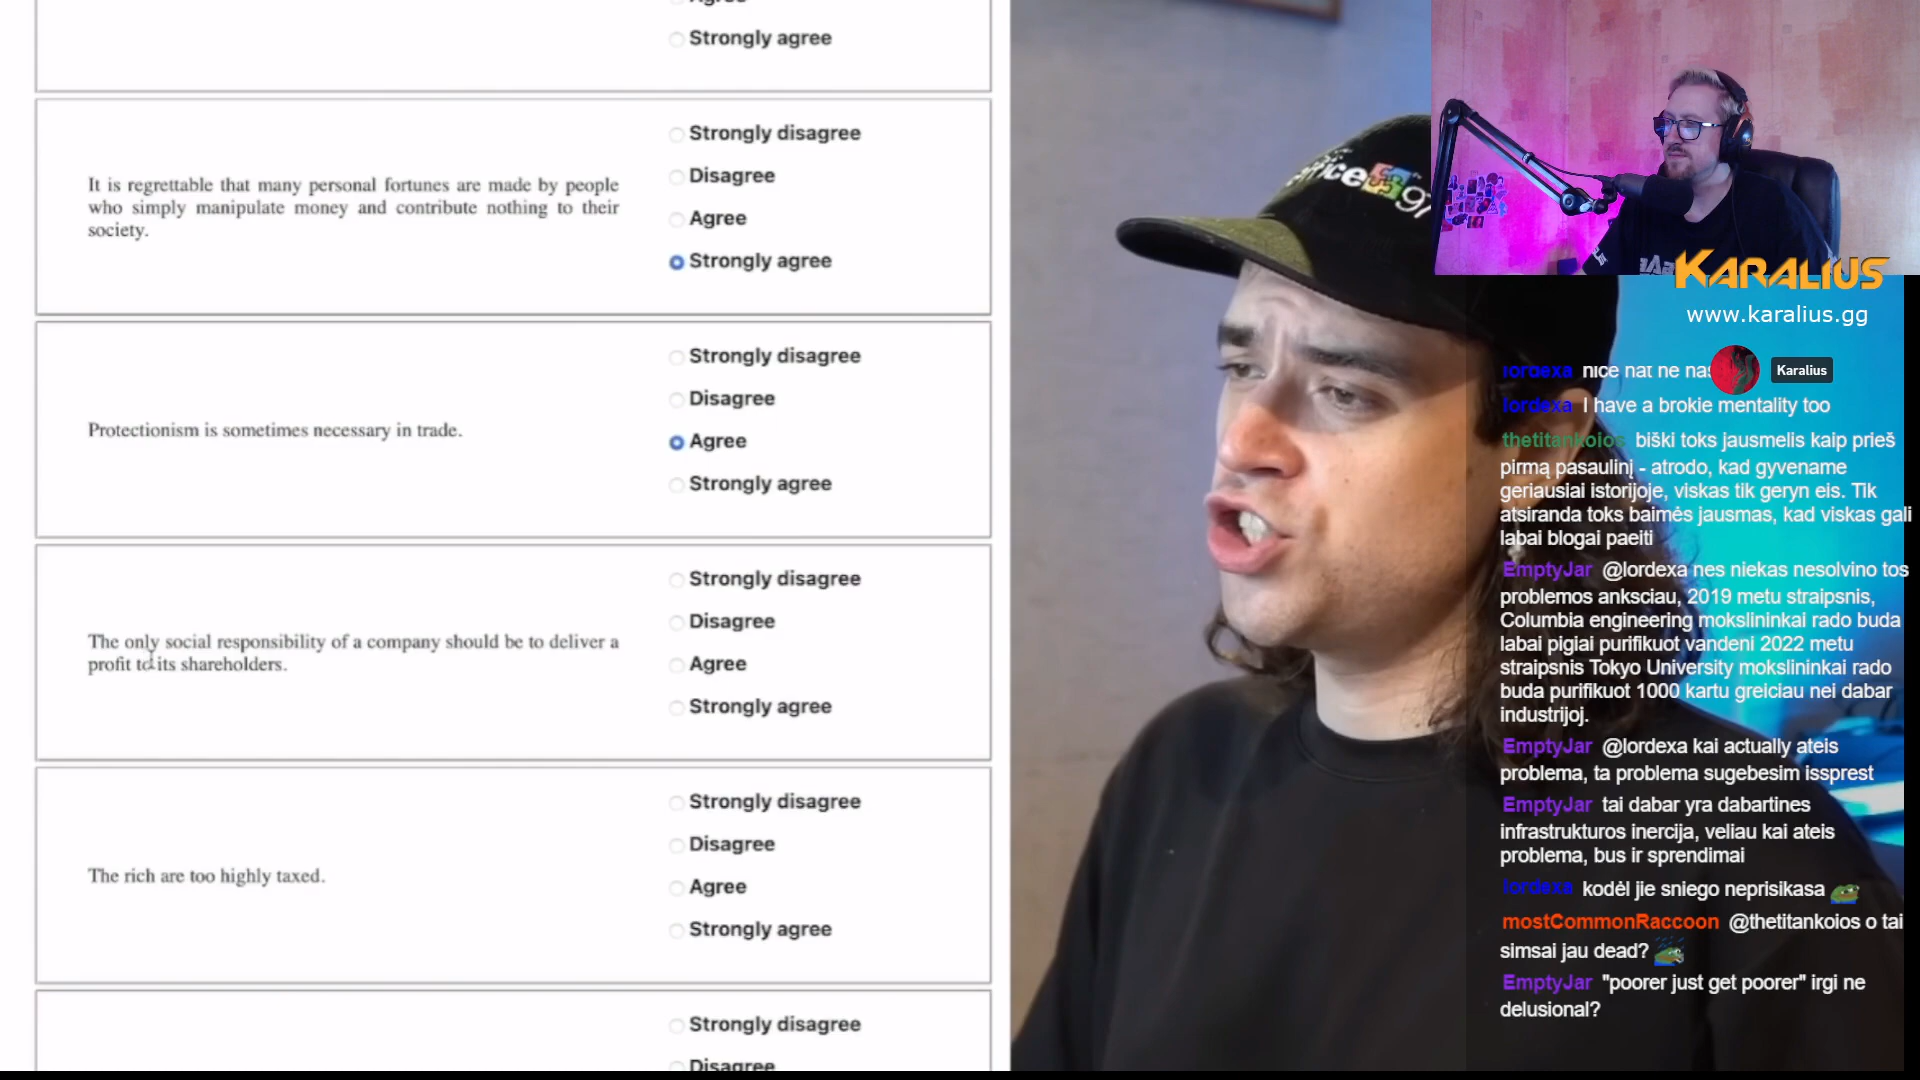 Agree
Strongly agree
It is regrettable that many personal fortunes are made by people
who simply manipulate money and contribute nothing to their
society.
Strongly disagree
Disagree
Agree
Strongly agree
Protectionism is sometimes necessary in trade.
Strongly disagree
Disagree
Agree
Strongly agree
The only social responsibility of a company should be to deliver a
profit to its shareholders.
Strongly disagree
Disagree
Agree
Strongly agree
The rich are too highly taxed.
Strongly disagree
Disagree
Agree
Strongly agree
Strongly disagree
Disagree
KARALIUS
www.karalius.gg
Karalius
lordexa nice nat ne
lordexa I have a brokie mentality too
thetitankoios biški toks jausmelis kaip prieš
pirmą pasaulinį - atrodo, kad gyvename
geriausiai istorijoje, viskas tik geryn eis. Tik
atsiranda toks baimės jausmas, kad viskas gali
labai blogai paeiti
EmptyJar @lordexa nes niekas nesolvino tos
problemos anksciau, 2019 metu straipsnis,
Columbia engineering mokslininkai rado buda
labai pigiai purifikuot vandeni 2022 metu
straipsnis Tokyo University mokslininkai rado
buda purifikuot 1000 kartu greiciau nei dabar
industrijoj.
EmptyJar @lordexa kai actually ateis
problema, ta problema sugebesim issprest
EmptyJar tai dabar yra dabartines
infrastrukturos inercija, veliau kai ateis
problema, bus ir sprendimai
lordexa kodėl jie sniego neprisikasa
mostCommonRaccoon @thetitankoios o tai
simsai jau dead?
EmptyJar "poorer just get poorer" irgi ne
delusional?